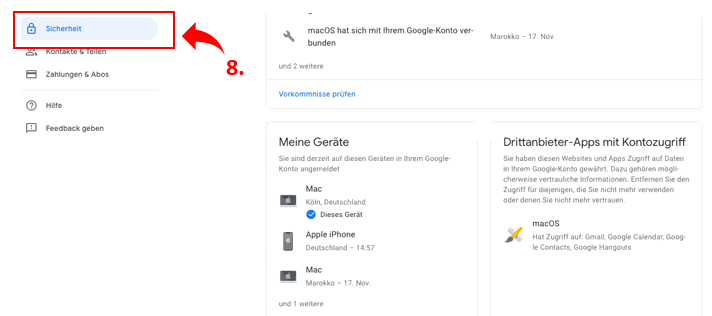 Sicherheit
Kontakte & Teilen
Zahlungen & Abos
Hilfe
Feedback geben
8.
macOS hat sich mit Ihrem Google-Konto ver-
bunden
Marokko – 17. Nov.
und 2 weitere
Vorkommnisse prüfen
Meine Geräte
Sie sind derzeit auf diesen Geräten in Ihrem Google-
Konto angemeldet
Mac
Köln, Deutschland
Dieses Gerät
Apple iPhone
Deutschland – 14:57
Mac
Marokko – 17. Nov.
und 1 weitere
Drittanbieter-Apps mit Kontozugriff
Sie haben diesen Websites und Apps Zugriff auf Daten
in Ihrem Google-Konto gewährt. Dazu gehören mögli-
cherweise vertrauliche Informationen. Entfernen Sie den
Zugriff für diejenigen, die Sie nicht mehr verwenden
oder denen Sie nicht mehr vertrauen.
macOS
Hat Zugriff auf: Gmail, Google Calendar, Goog-
le Contacts, Google Hangouts